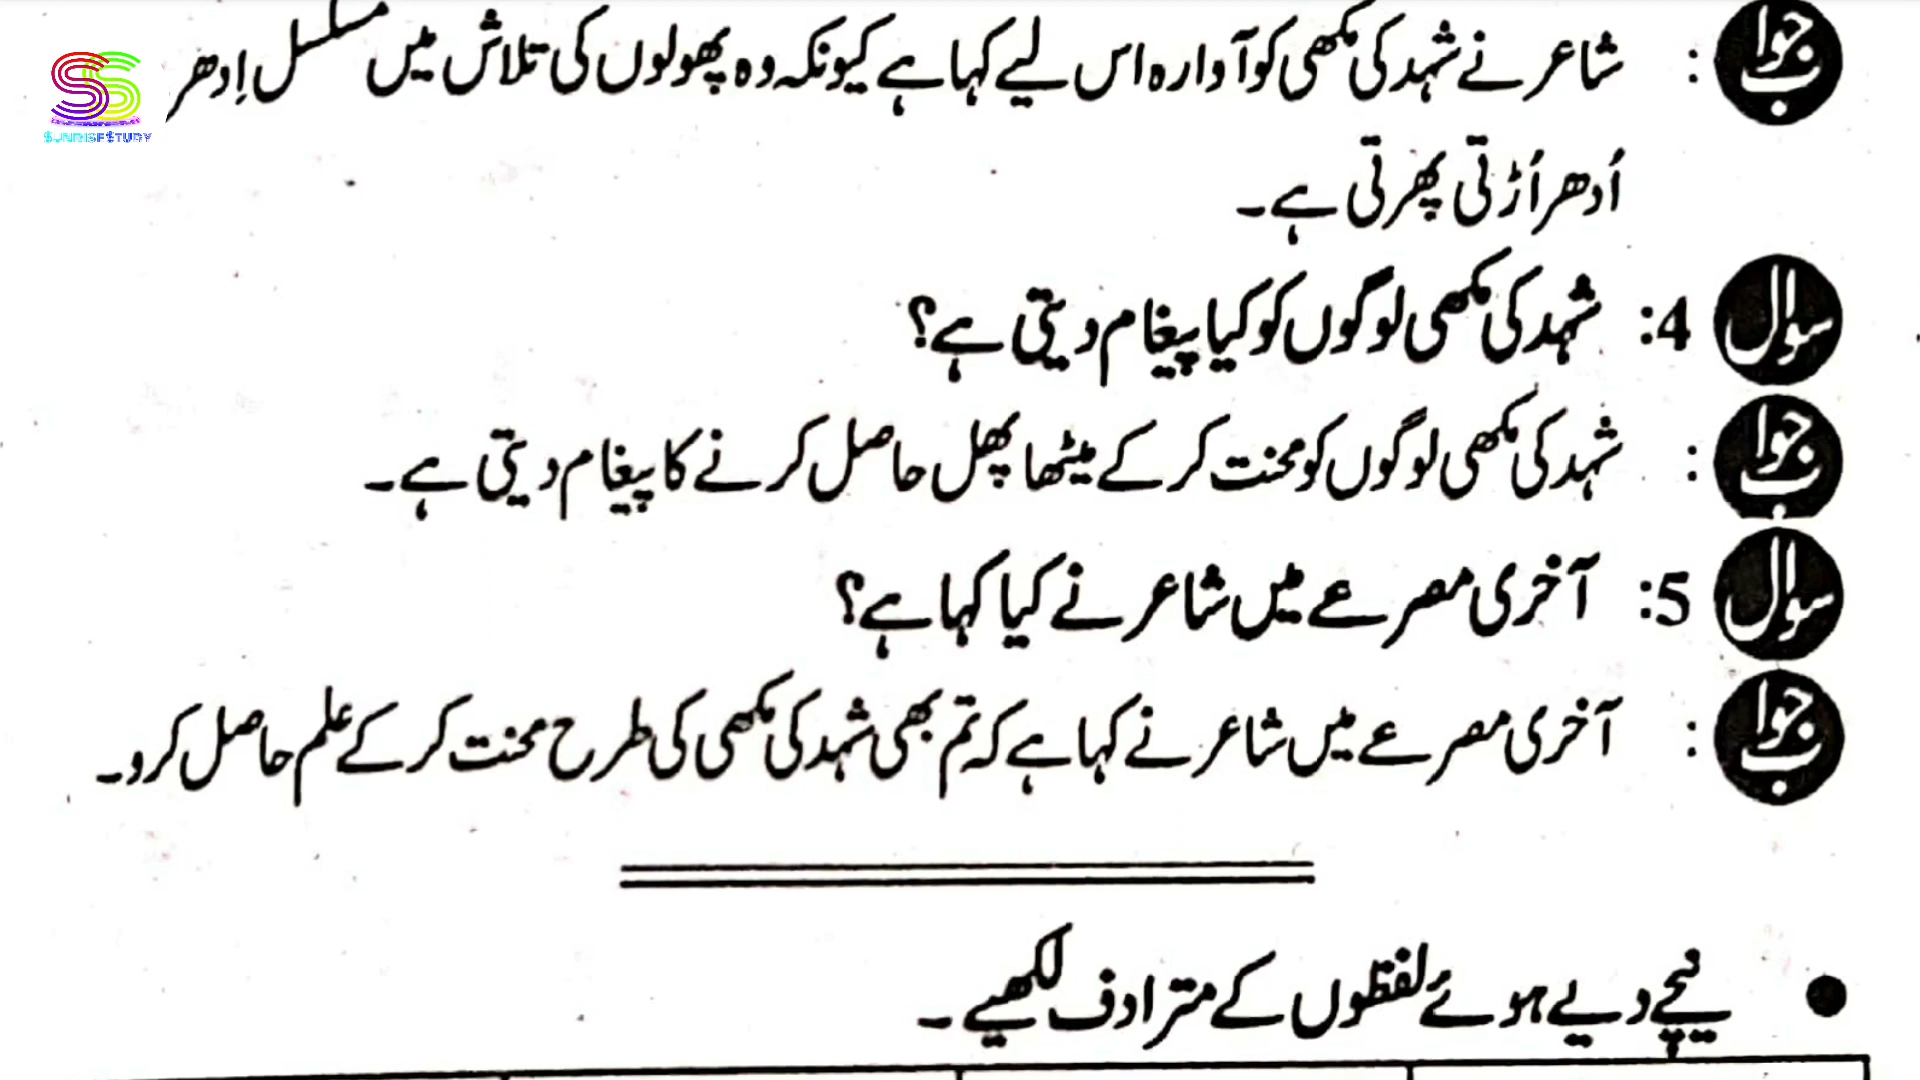 جواب : شاعر نے شہد کی مکھی کو آوارہ اس لیے کہا ہے کیونکہ وہ پھولوں کی تلاش میں مسلسل اِدھر
SUNRISESTUDY
اُدھر اُڑتی پھرتی ہے۔
سوال 4: شہد کی مکھی لوگوں کو کیا پیغام دیتی ہے؟
جواب : شہد کی مکھی لوگوں کو محنت کر کے میٹھا پھل حاصل کرنے کا پیغام دیتی ہے۔
سوال 5: آخری مصرعے میں شاعر نے کیا کہا ہے؟
جواب : آخری مصرعے میں شاعر نے کہا ہے کہ تم بھی شہد کی مکھی کی طرح محنت کر کے علم حاصل کرو۔
● نیچے دیے ہوئے لفظوں کے مترادف لکھیے۔